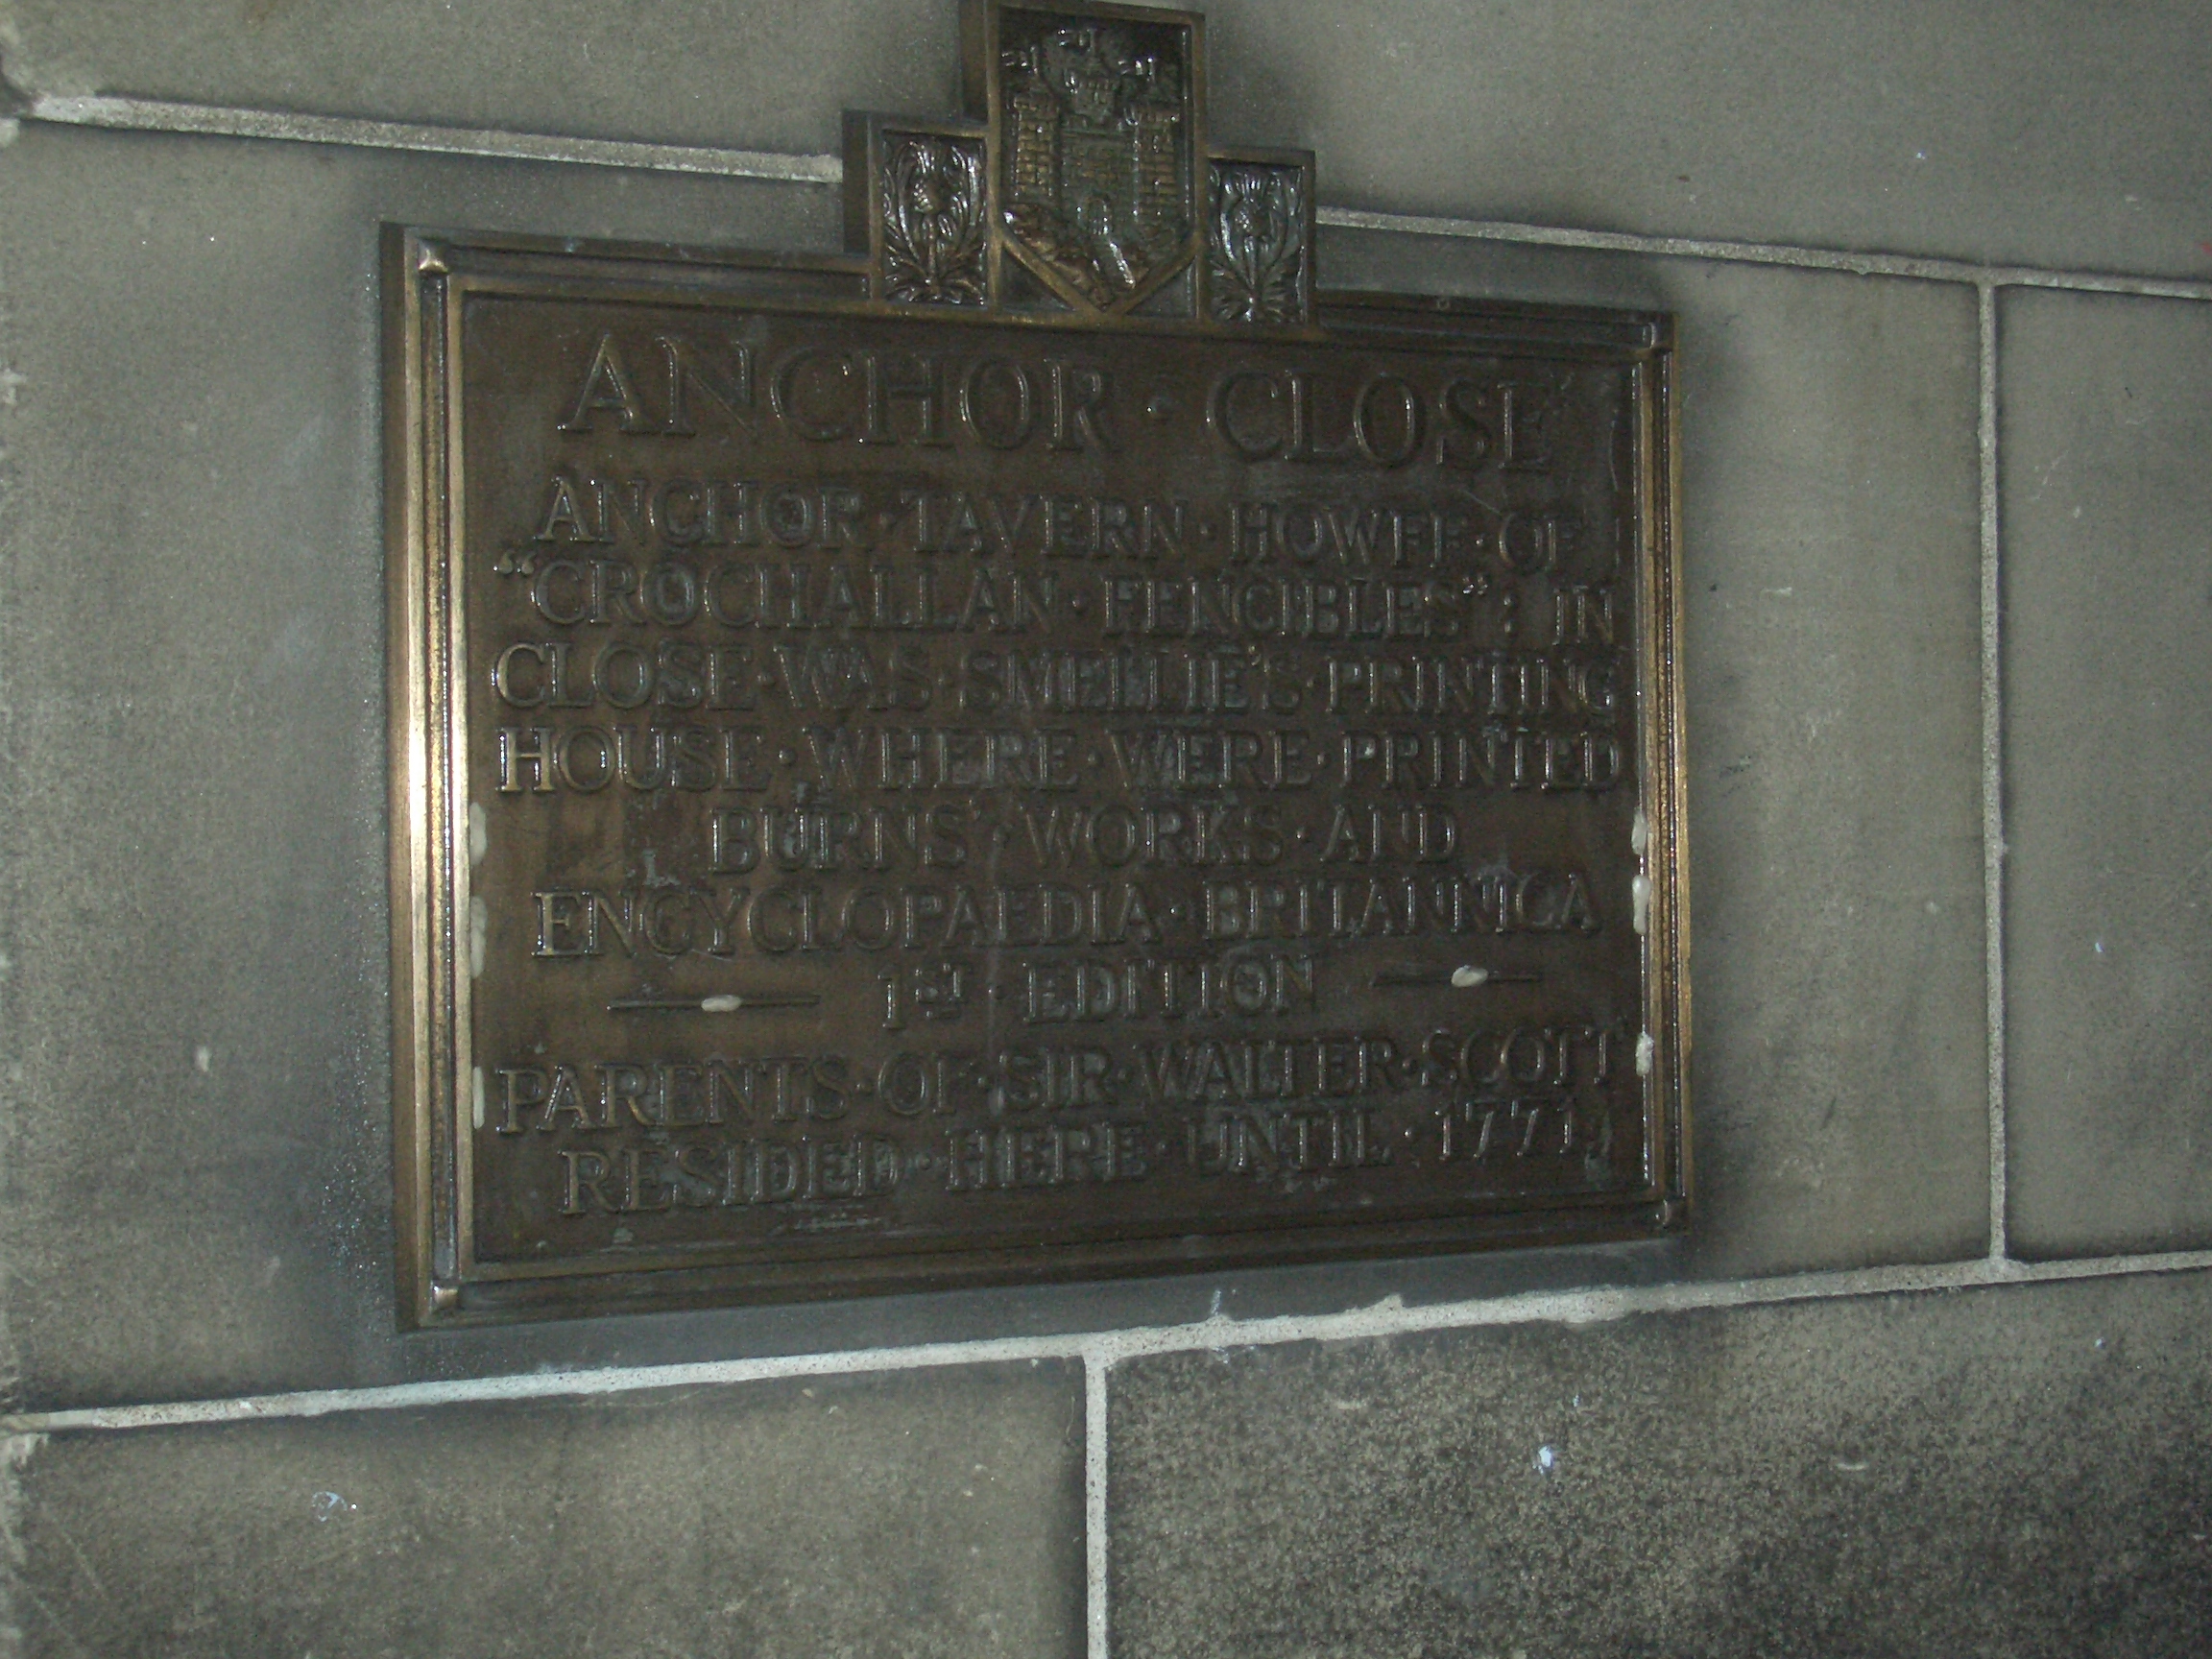 ANCHOR · CLOSE
ANCHOR · TAVERN · HOWFF · OF
“CROCHALLAN · FENCIBLES” : IN
CLOSE · WAS · SMELLIE'S · PRINTING
HOUSE · WHERE · WERE · PRINTED
BURNS' · WORKS · AND
ENCYCLOPAEDIA · BRITANNICA
1ST · EDITION
PARENTS · OF · SIR · WALTER · SCOTT
RESIDED · HERE · UNTIL · 1771